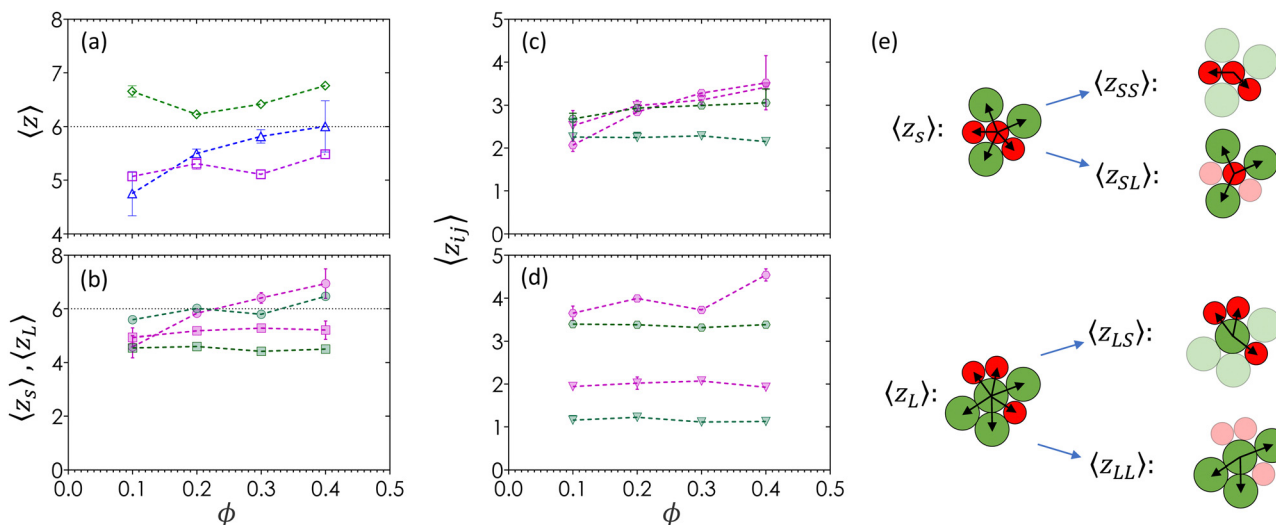 (a)
8
7
6
5
4
⟨z⟩
(b)
8
6
4
2
0
⟨z_s⟩ , ⟨z_L⟩
0.0 0.1 0.2 0.3 0.4 0.5
ϕ
(c)
5
4
3
2
1
0
⟨z_ij⟩
(d)
5
4
3
2
1
0
0.0 0.1 0.2 0.3 0.4 0.5
ϕ
(e)
⟨z_S⟩:
⟨z_SS⟩:
⟨z_SL⟩:
⟨z_L⟩:
⟨z_LS⟩:
⟨z_LL⟩: